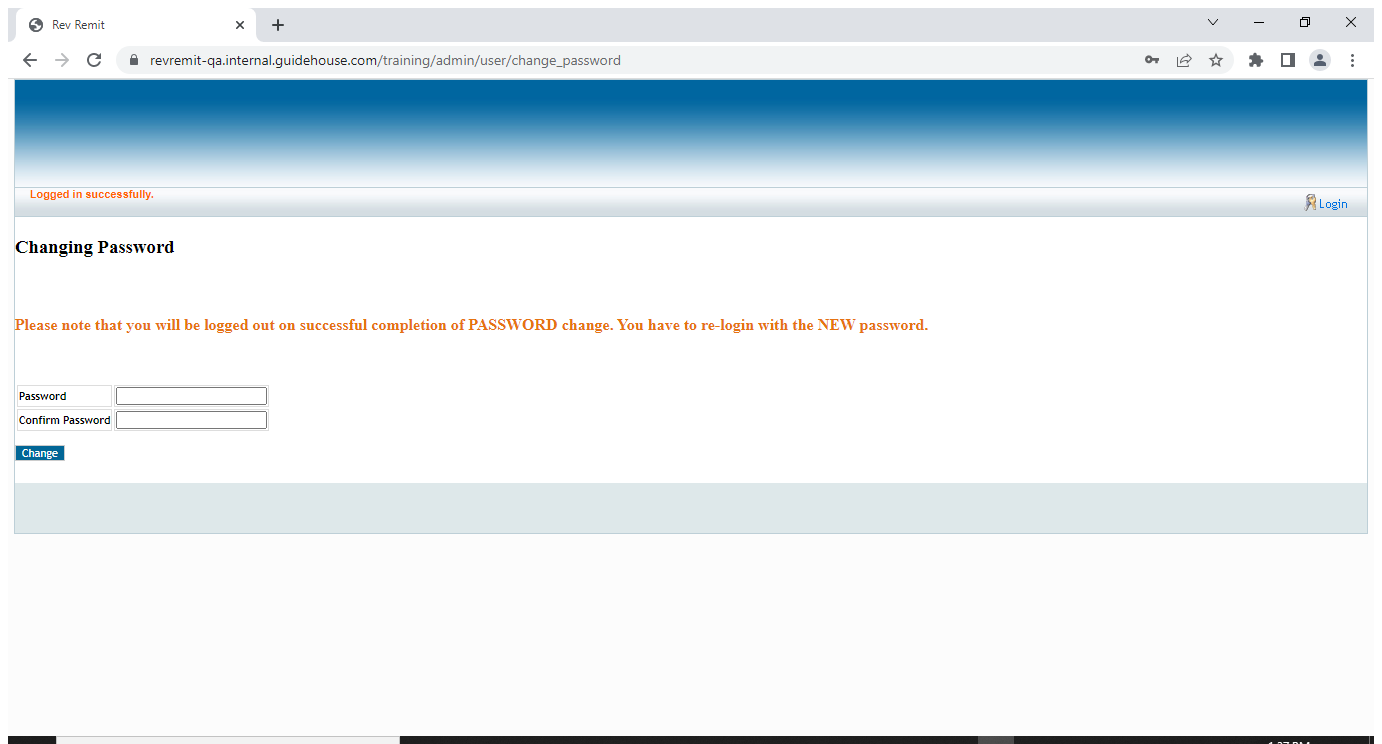 Rev Remit
revremit-qa.internal.guidehouse.com/training/admin/user/change_password
Logged in successfully.
Login
Changing Password
Please note that you will be logged out on successful completion of PASSWORD change. You have to re-login with the NEW password.
Password
Confirm Password
Change